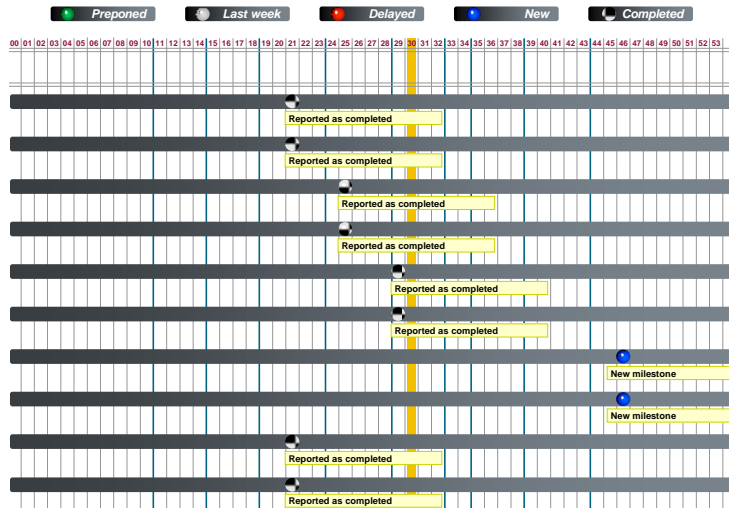 Preponed Last week Delayed New Completed
00 01 02 03 04 05 06 07 08 09 10 11 12 13 14 15 16 17 18 19 20 21 22 23 24 25 26 27 28 29 30 31 32 33 34 35 36 37 38 39 40 41 42 43 44 45 46 47 48 49 50 51 52 53
Reported as completed
Reported as completed
Reported as completed
Reported as completed
Reported as completed
Reported as completed
New milestone
New milestone
Reported as completed
Reported as completed